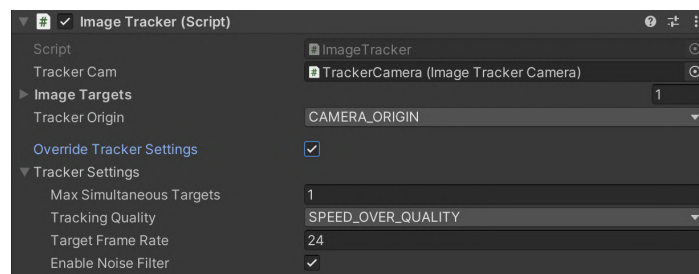 Image Tracker (Script)
Script ImageTracker
Tracker Cam TrackerCamera (Image Tracker Camera)
Image Targets 1
Tracker Origin CAMERA_ORIGIN
Override Tracker Settings
Tracker Settings
Max Simultaneous Targets 1
Tracking Quality SPEED_OVER_QUALITY
Target Frame Rate 24
Enable Noise Filter